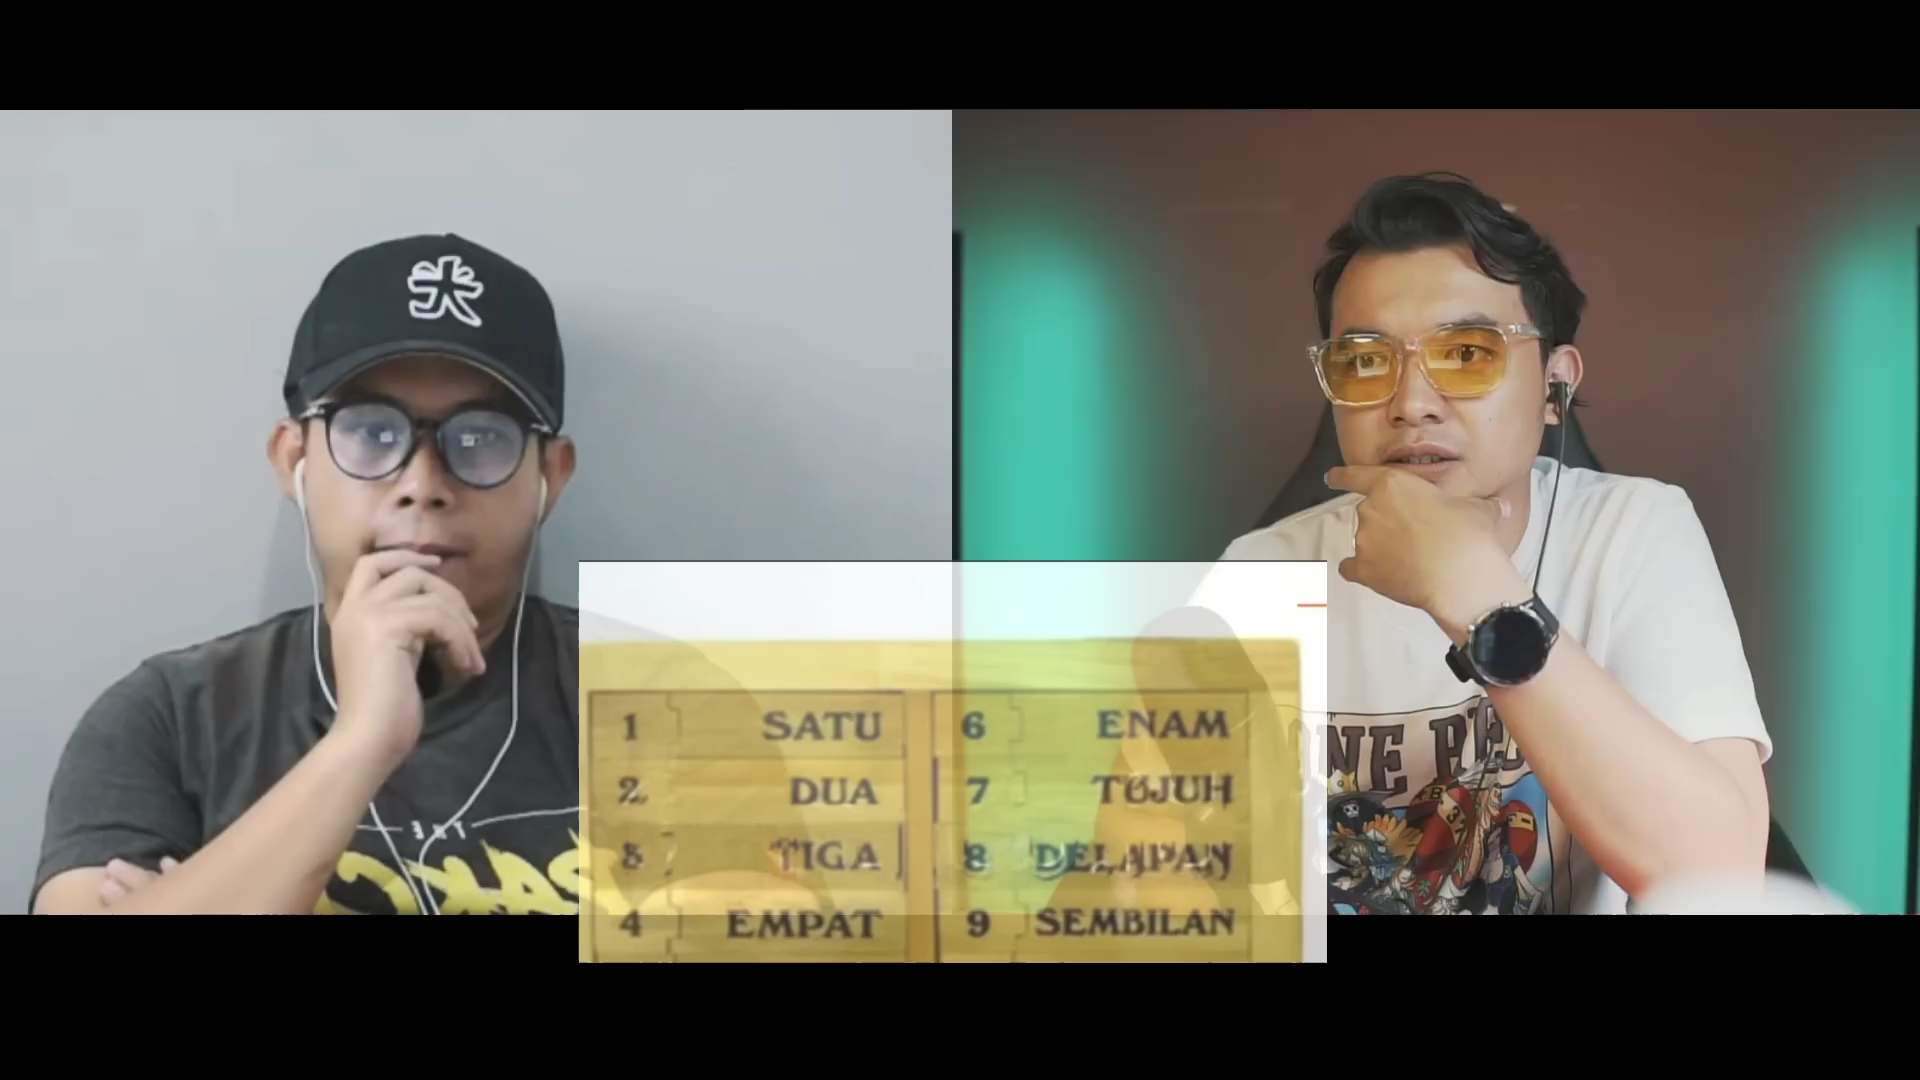 1 SATU 6 ENAM
2 DUA 7 TUJUH
3 TIGA 8 DELAPAN
4 EMPAT 9 SEMBILAN